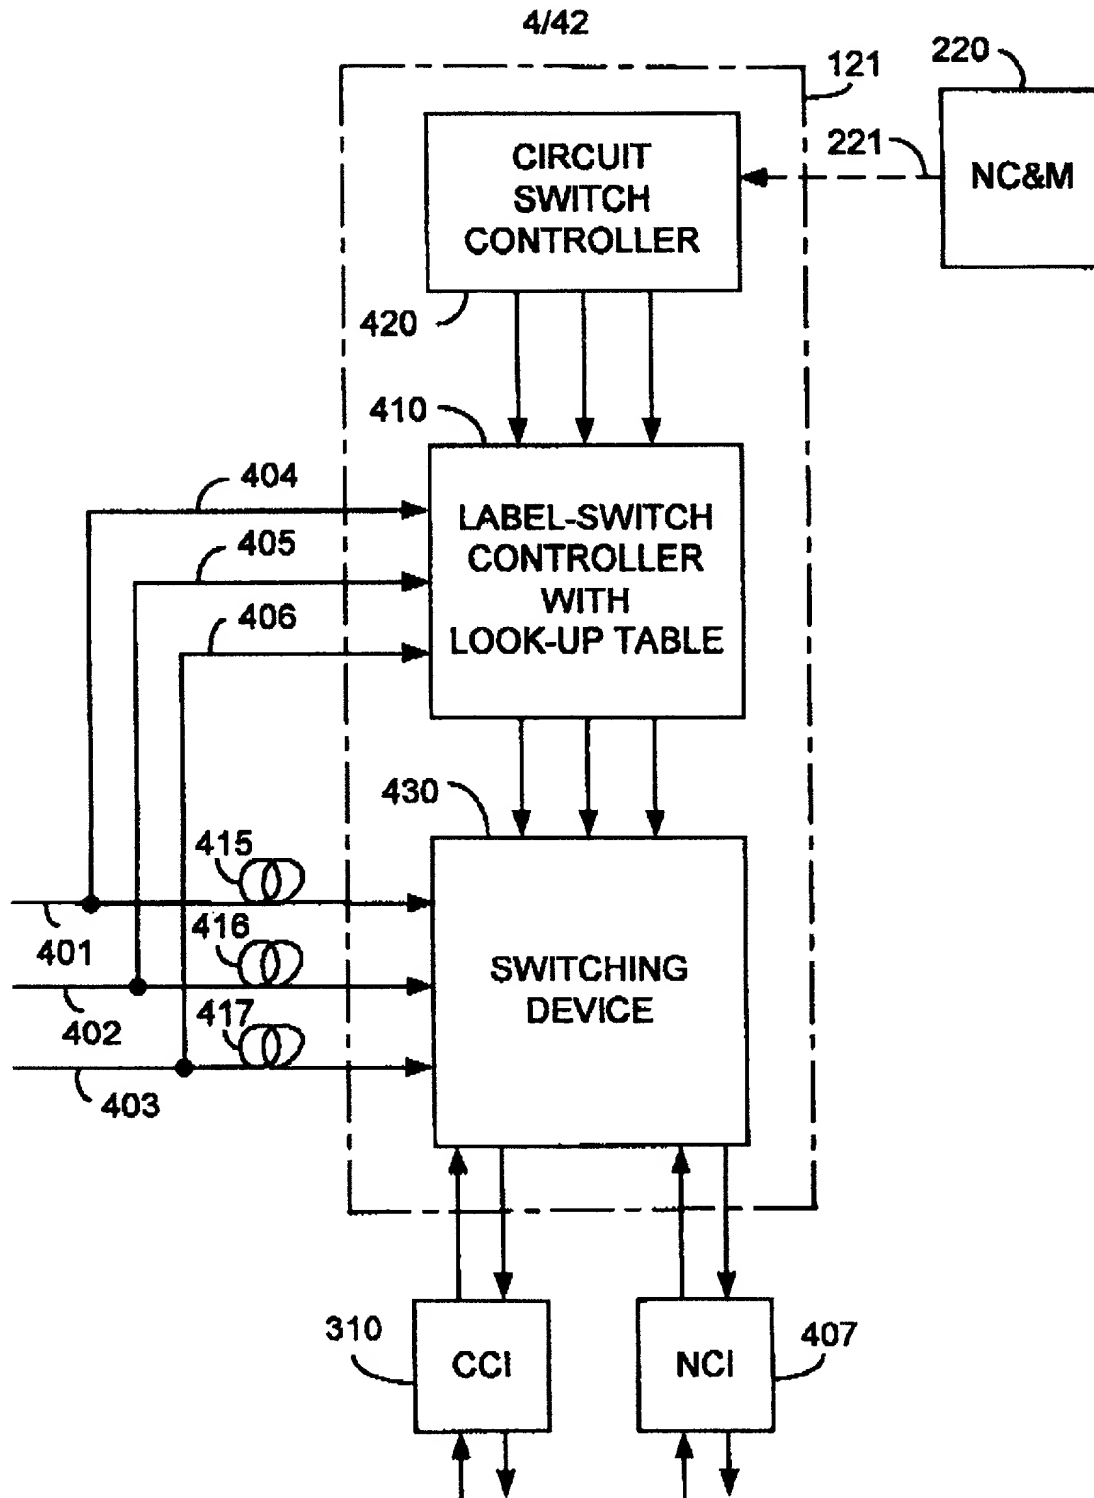 4/42
121
220
CIRCUIT
SWITCH
CONTROLLER
221
NC&M
420
410
404
LABEL-SWITCH
CONTROLLER
WITH
LOOK-UP TABLE
405
406
430
415
401
416
SWITCHING
DEVICE
402
417
403
310
CCI
NCI
407